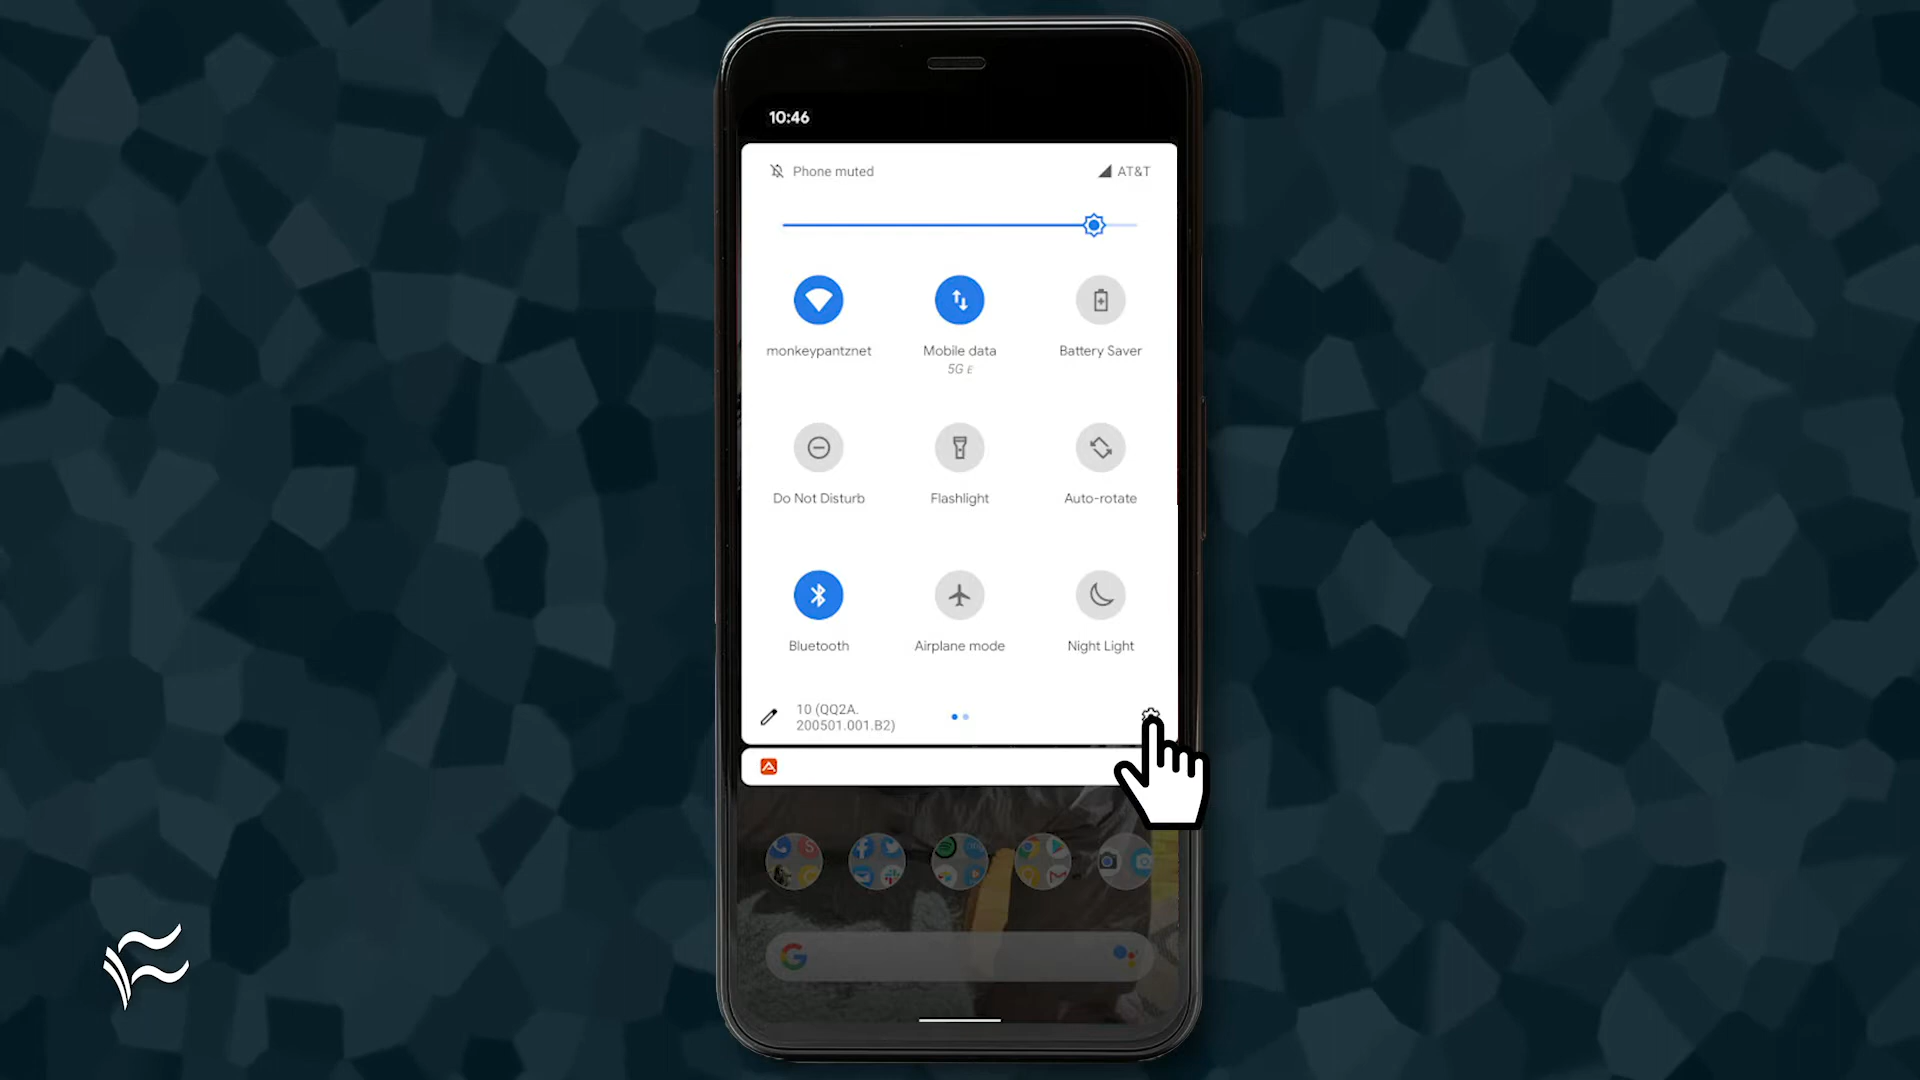 10:46
Phone muted
AT&T
monkeypantznet
Mobile data
Battery Saver
5G E
Do Not Disturb
Flashlight
Auto-rotate
Bluetooth
Airplane mode
Night Light
10 (QQ2A.
200501.001.B2)